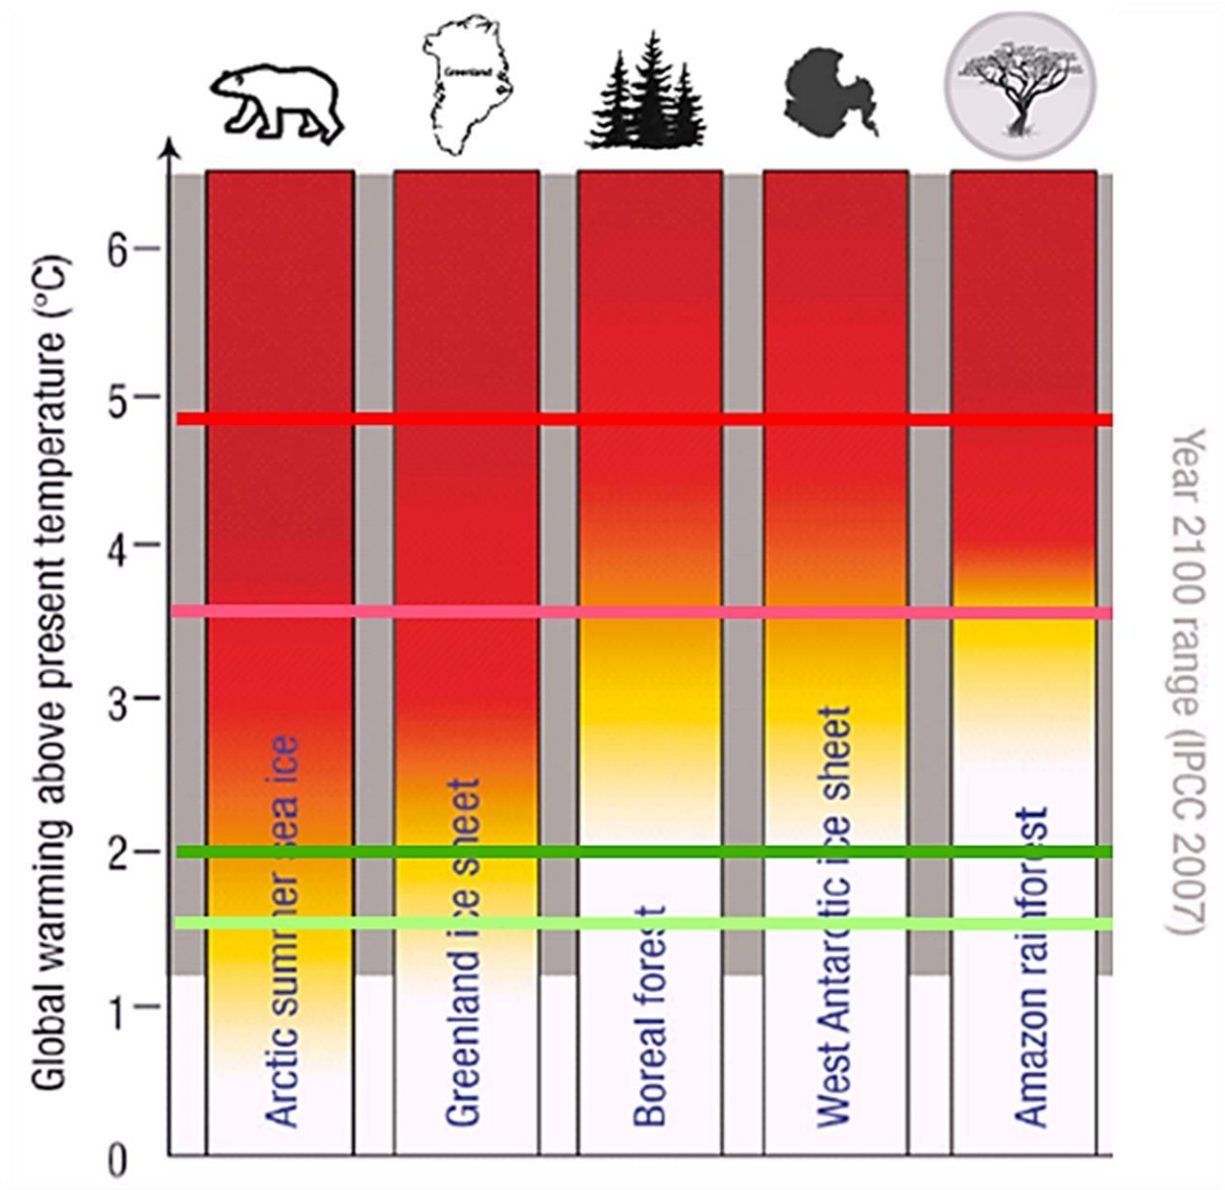 Greenland
Global warming above present temperature (°C)
6
5
4
3
2
1
0
Arctic summer sea ice
Greenland ice sheet
Boreal forest
West Antarctic ice sheet
Amazon rainforest
Year 2100 range (IPCC 2007)